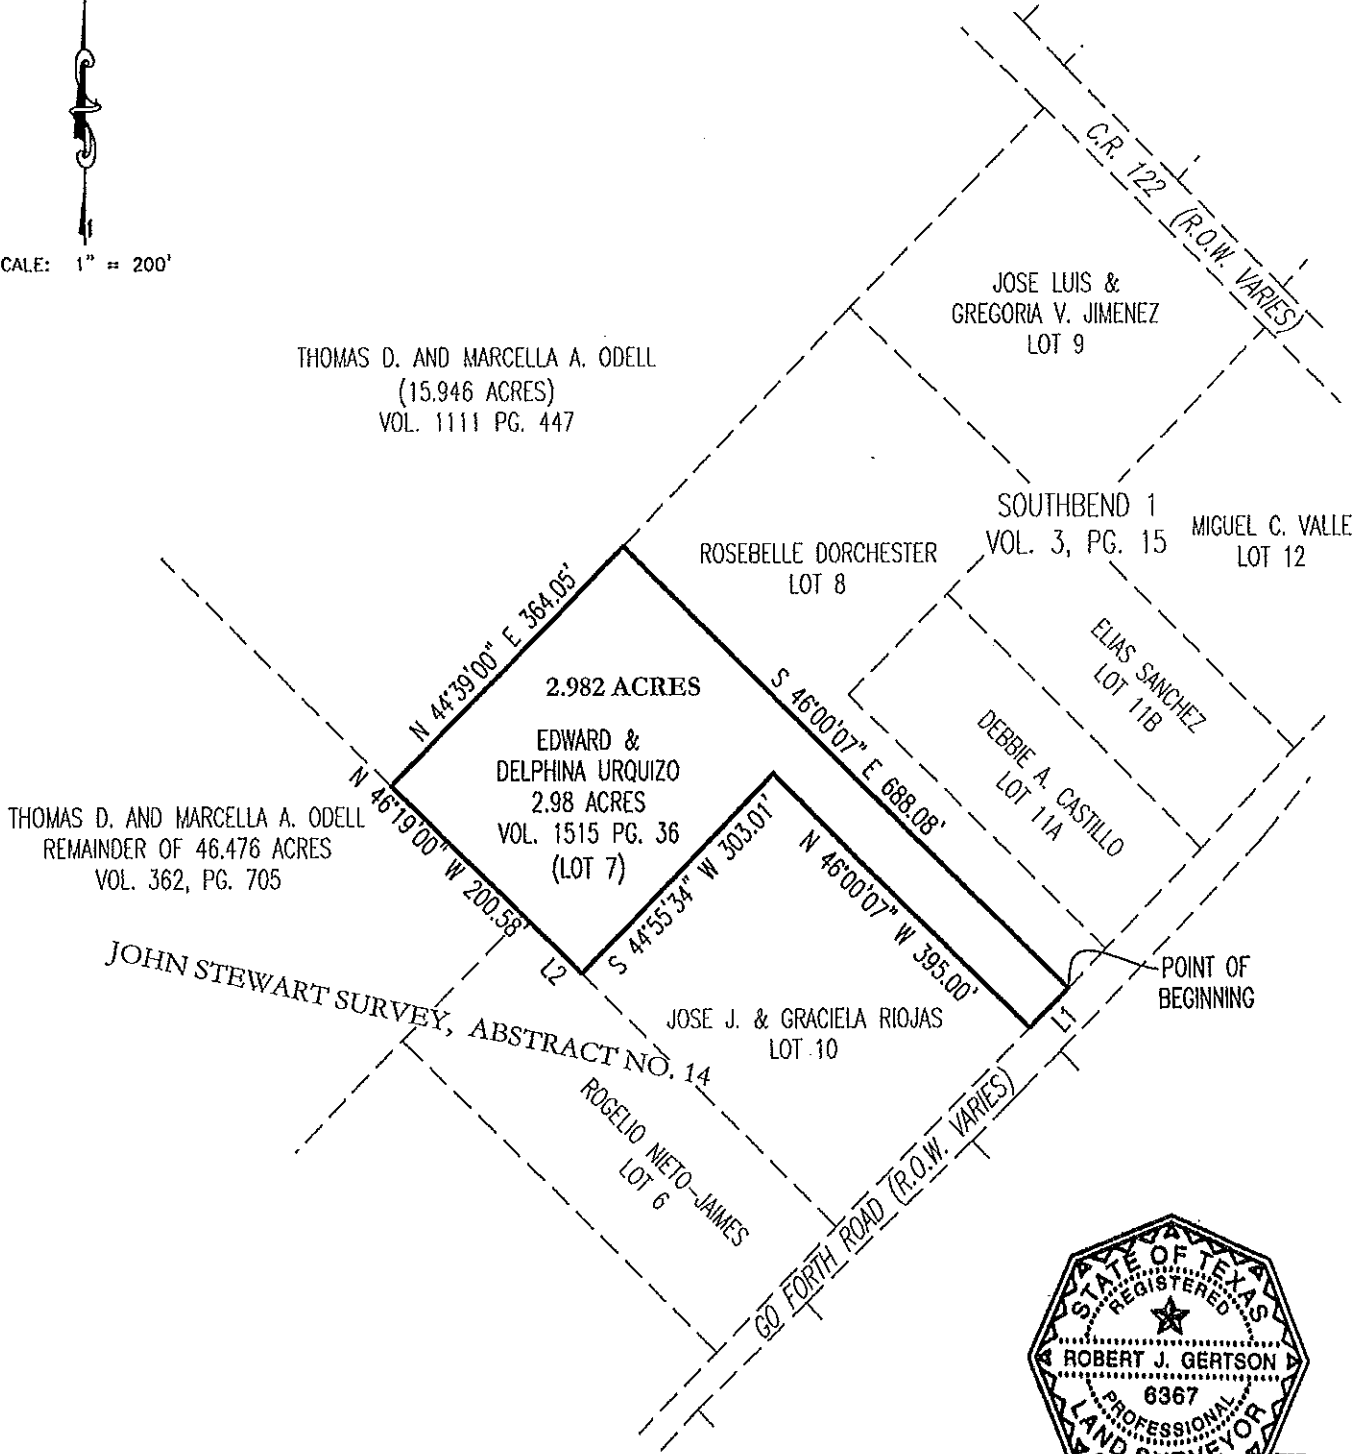 CALE: 1" = 200'
C.R. 122 (R.O.W. VARIES)
JOSE LUIS &
GREGORIA V. JIMENEZ
LOT 9
THOMAS D. AND MARCELLA A. ODELL
(15.946 ACRES)
VOL. 1111 PG. 447
SOUTHBEND 1
VOL. 3, PG. 15
MIGUEL C. VALLE
LOT 12
ROSEBELLE DORCHESTER
LOT 8
N 44°39'00" E 364.05'
ELIAS SANCHEZ
LOT 11B
2.982 ACRES
S 46°00'07" E 688.08'
DEBBIE A. CASTILLO
LOT 11A
EDWARD &
DELPHINA URQUIZO
2.98 ACRES
VOL. 1515 PG. 36
(LOT 7)
N 46°19'00" W 200.58'
THOMAS D. AND MARCELLA A. ODELL
REMAINDER OF 46.476 ACRES
VOL. 362, PG. 705
S 44°55'34" W 303.01'
N 46°00'07" W 395.00'
L2
JOHN STEWART SURVEY, ABSTRACT NO. 14
POINT OF
BEGINNING
L1
JOSE J. & GRACIELA RIOJAS
LOT 10
ROGELIO NIETO-JAIMES
LOT 6
GO FORTH ROAD (R.O.W. VARIES)
STATE OF TEXAS
REGISTERED
ROBERT J. GERTSON
6367
PROFESSIONAL
LAND SURVEYOR